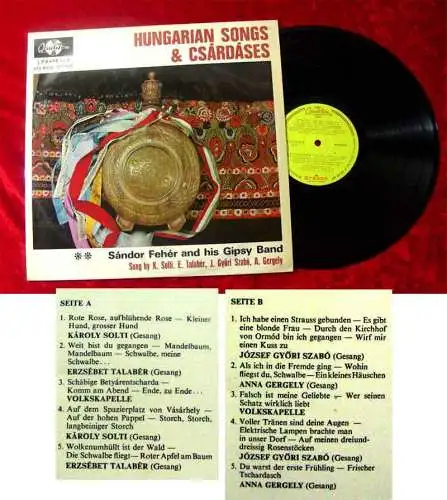 Qualiton
HUNGARIAN SONGS
& CSÁRDÁSES
Sándor Fehér and his Gipsy Band
Song by K. Solti, E. Talabér, J. Győri Szabó, A. Gergely
SEITE A
1. Rote Rose, aufblühende Rose — Kleiner
Hund, grosser Hund
KÁROLY SOLTI (Gesang)
2. Weit bist du gegangen — Mandelbaum,
Mandelbaum — Schwalbe, meine
Schwalbe...
ERZSÉBET TALABÉR (Gesang)
3. Schäbige Betyárentscharda —
Komm am Abend — Ende, zu Ende...
VOLKSKAPELLE
4. Auf dem Spazierplatz von Vásárhely —
Auf der hohen Pappel — Storch, Storch,
langbeiniger Storch
KÁROLY SOLTI (Gesang)
5. Wolkenumhüllt ist der Wald —
Die Schwalbe fliegt— Roter Apfel am Baum
ERZSÉBET TALABÉR (Gesang)
SEITE B
1. Ich habe einen Strauss gebunden — Es gibt
eine blonde Frau — Durch den Kirchhof
von Ormód bin ich gegangen — Wirf mir
einen Kuss zu
JÓZSEF GYŐRI SZABÓ (Gesang)
2. Als ich in die Fremde ging — Wohin
fliegst du, Schwalbe — Ein kleines Häuschen
ANNA GERGELY (Gesang)
3. Falsch ist meine Geliebte — Wer seinen
Schatz wirklich liebt
VOLKSKAPELLE
4. Voller Tränen sind deine Augen —
Elektrische Lampen brachte man
in unser Dorf — Auf meinen dreiund-
dreissig Rosenstöcken
JÓZSEF GYŐRI SZABÓ (Gesang)
5. Du warst der erste Frühling — Frischer
Tschardasch
ANNA GERGELY (Gesang)